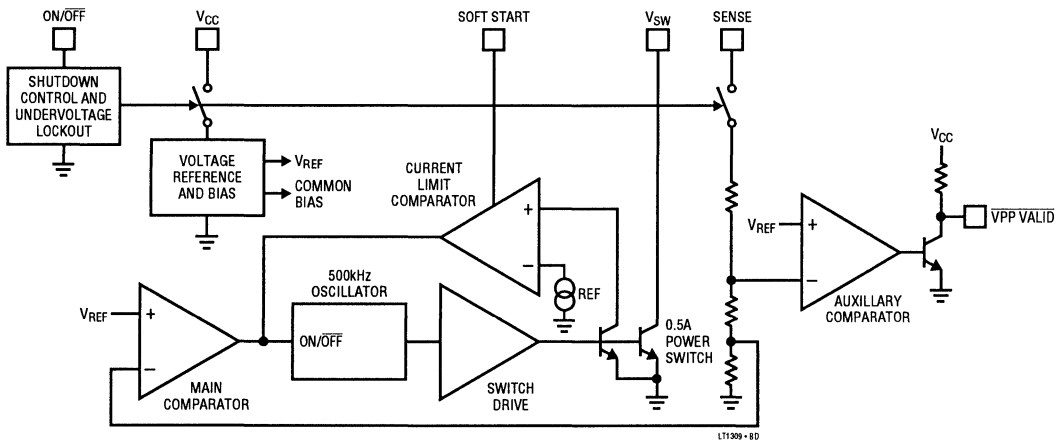 ON/OFF
VCC
SOFT START
VSW
SENSE
SHUTDOWN
CONTROL AND
UNDERVOLTAGE
LOCKOUT
VOLTAGE
REFERENCE
AND BIAS
VREF
COMMON
BIAS
CURRENT
LIMIT
COMPARATOR
+
−
REF
VCC
VPP VALID
VREF
+
−
AUXILLARY
COMPARATOR
500kHz
OSCILLATOR
VREF
+
−
ON/OFF
0.5A
POWER
SWITCH
MAIN
COMPARATOR
SWITCH
DRIVE
LT1309 • BD